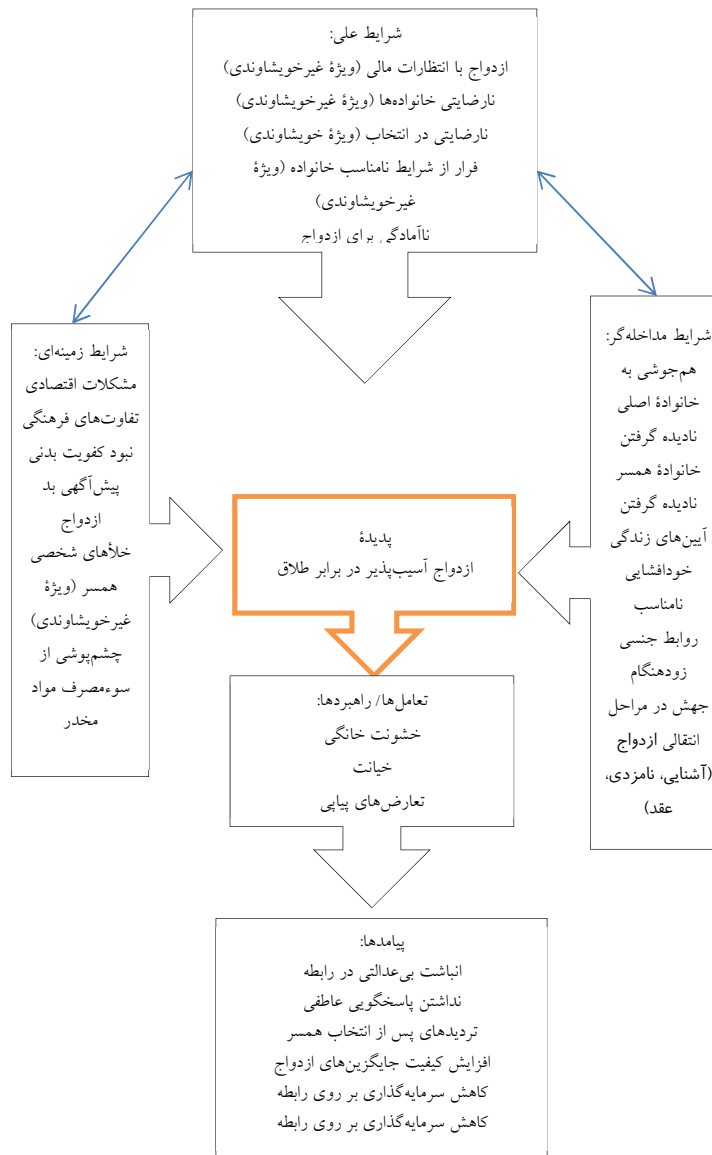 شرایط علی:
ازدواج با انتظارات مالی (ویژهٔ غیرخویشاوندی)
نارضایتی خانواده‌ها (ویژهٔ غیرخویشاوندی)
نارضایتی در انتخاب (ویژهٔ خویشاوندی)
فرار از شرایط نامناسب خانواده (ویژهٔ
غیرخویشاوندی)
ناآمادگی برای ازدواج
شرایط مداخله‌گر:
هم‌جوشی به
خانوادهٔ اصلی
نادیده گرفتن
خانوادهٔ همسر
نادیده گرفتن
آیین‌های زندگی
خودافشایی
نامناسب
روابط جنسی
زودهنگام
جهش در مراحل
انتقالی ازدواج
(آشنایی، نامزدی،
عقد)
شرایط زمینه‌ای:
مشکلات اقتصادی
تفاوت‌های فرهنگی
نبود کفویت بدنی
پیش‌آگهی بد
ازدواج
خلأهای شخصی
همسر (ویژهٔ
غیرخویشاوندی)
چشم‌پوشی از
سوءمصرف مواد
مخدر
پدیدهٔ
ازدواج آسیب‌پذیر در برابر طلاق
تعامل‌ها/ راهبردها:
خشونت خانگی
خیانت
تعارض‌های پیاپی
پیامدها:
انباشت بی‌عدالتی در رابطه
نداشتن پاسخگویی عاطفی
تردیدهای پس از انتخاب همسر
افزایش کیفیت جایگزین‌های ازدواج
کاهش سرمایه‌گذاری بر روی رابطه
کاهش سرمایه‌گذاری بر روی رابطه